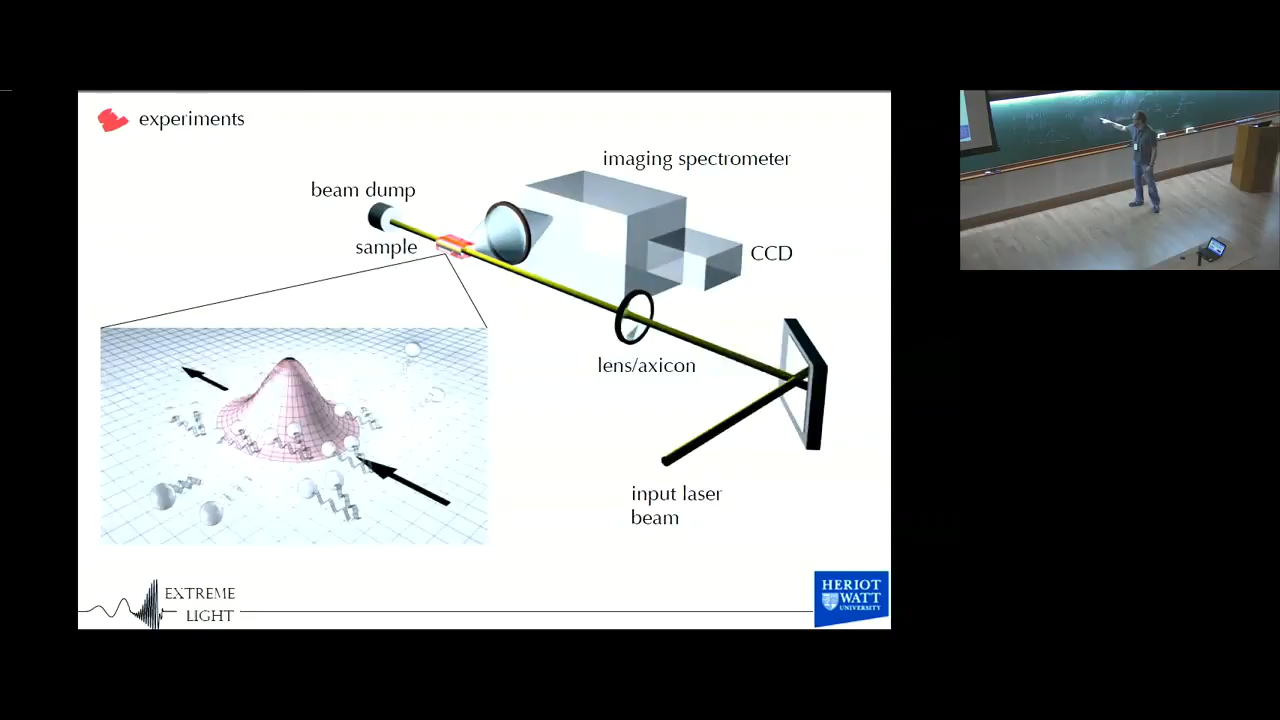 experiments
imaging spectrometer
beam dump
sample
CCD
lens/axicon
input laser
beam
EXTREME
LIGHT
HERIOT
WATT
UNIVERSITY